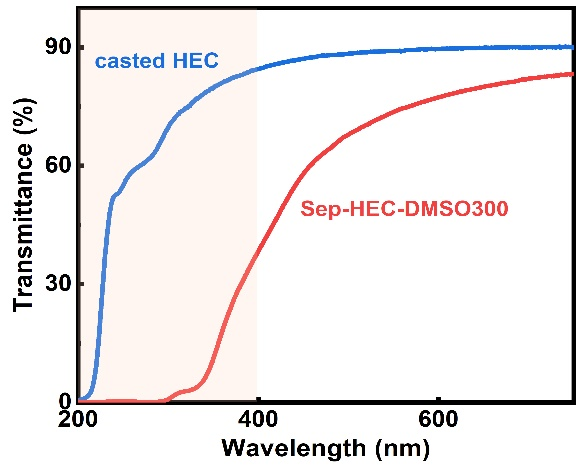 90
casted HEC
60
Sep-HEC-DMSO300
30
0
200
400
600
Wavelength (nm)
Transmittance (%)